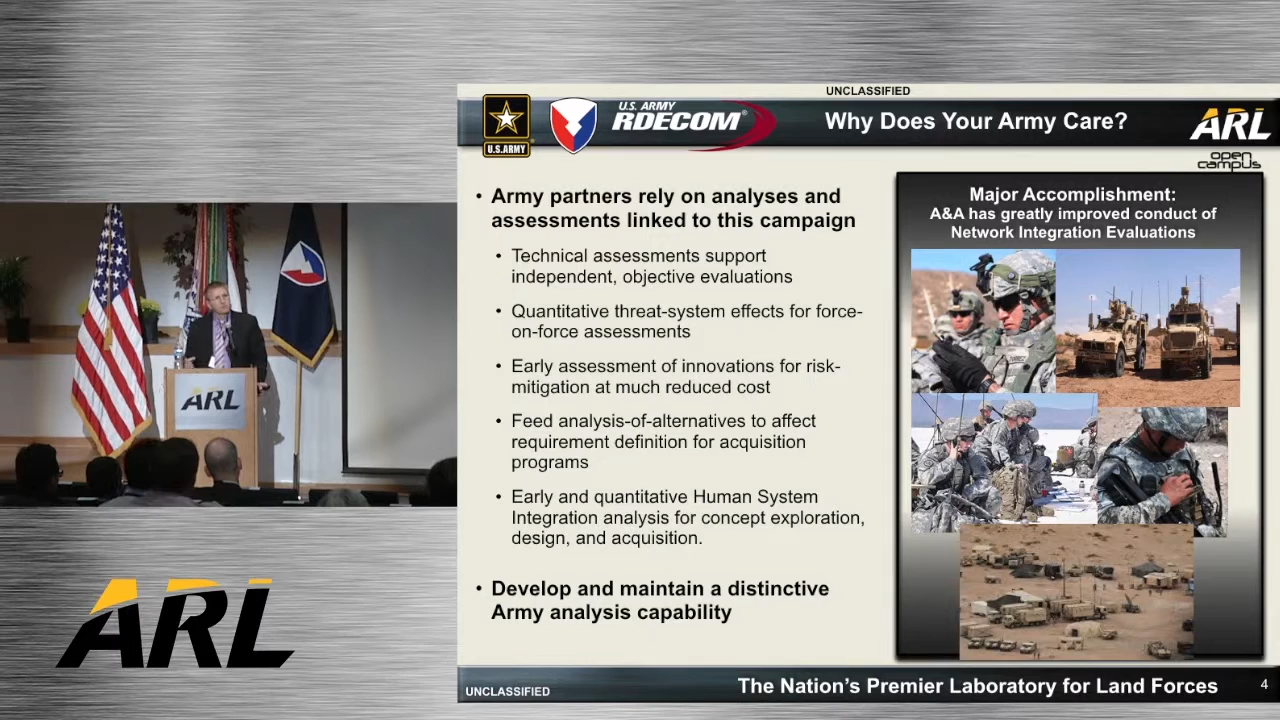 UNCLASSIFIED
U.S.ARMY
U.S. ARMY
RDECOM®
Why Does Your Army Care?
ARL
open
campus
• Army partners rely on analyses and
assessments linked to this campaign
• Technical assessments support
independent, objective evaluations
• Quantitative threat-system effects for force-
on-force assessments
• Early assessment of innovations for risk-
mitigation at much reduced cost
• Feed analysis-of-alternatives to affect
requirement definition for acquisition
programs
• Early and quantitative Human System
Integration analysis for concept exploration,
design, and acquisition.
• Develop and maintain a distinctive
Army analysis capability
Major Accomplishment:
A&A has greatly improved conduct of
Network Integration Evaluations
ARL
ARL
UNCLASSIFIED
The Nation's Premier Laboratory for Land Forces
4